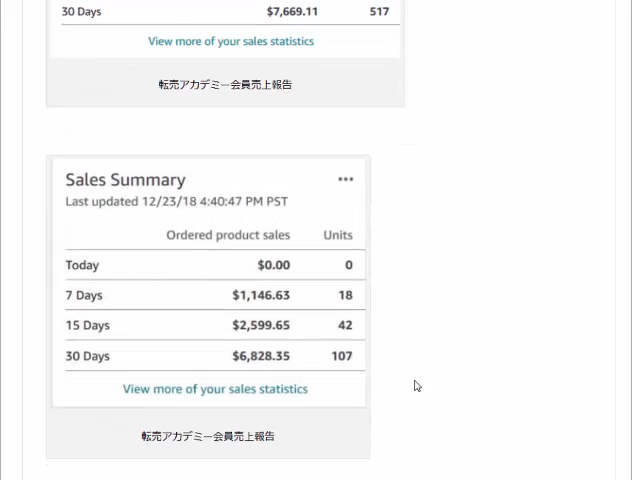 30 Days $7,669.11 517
View more of your sales statistics
転売アカデミー会員売上報告
Sales Summary
Last updated 12/23/18 4:40:47 PM PST
Ordered product sales Units
Today $0.00 0
7 Days $1,146.63 18
15 Days $2,599.65 42
30 Days $6,828.35 107
View more of your sales statistics
転売アカデミー会員売上報告